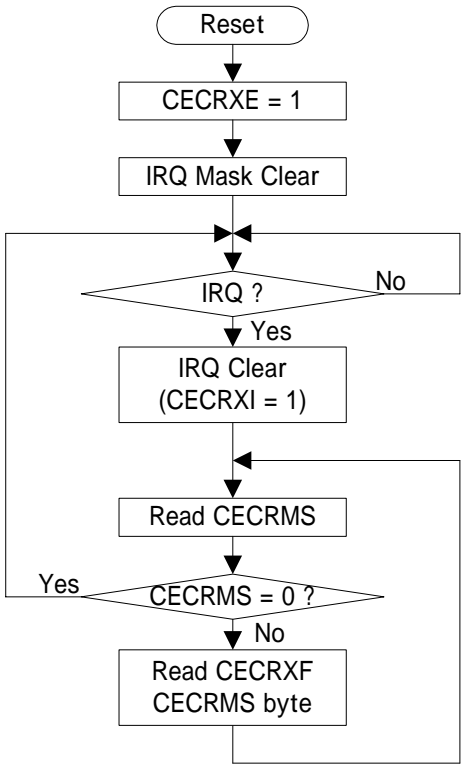 Reset
CECRXE = 1
IRQ Mask Clear
IRQ ?
No
Yes
IRQ Clear
(CECRXI = 1)
Read CECRMS
Yes
CECRMS = 0 ?
No
Read CECRXF
CECRMS byte